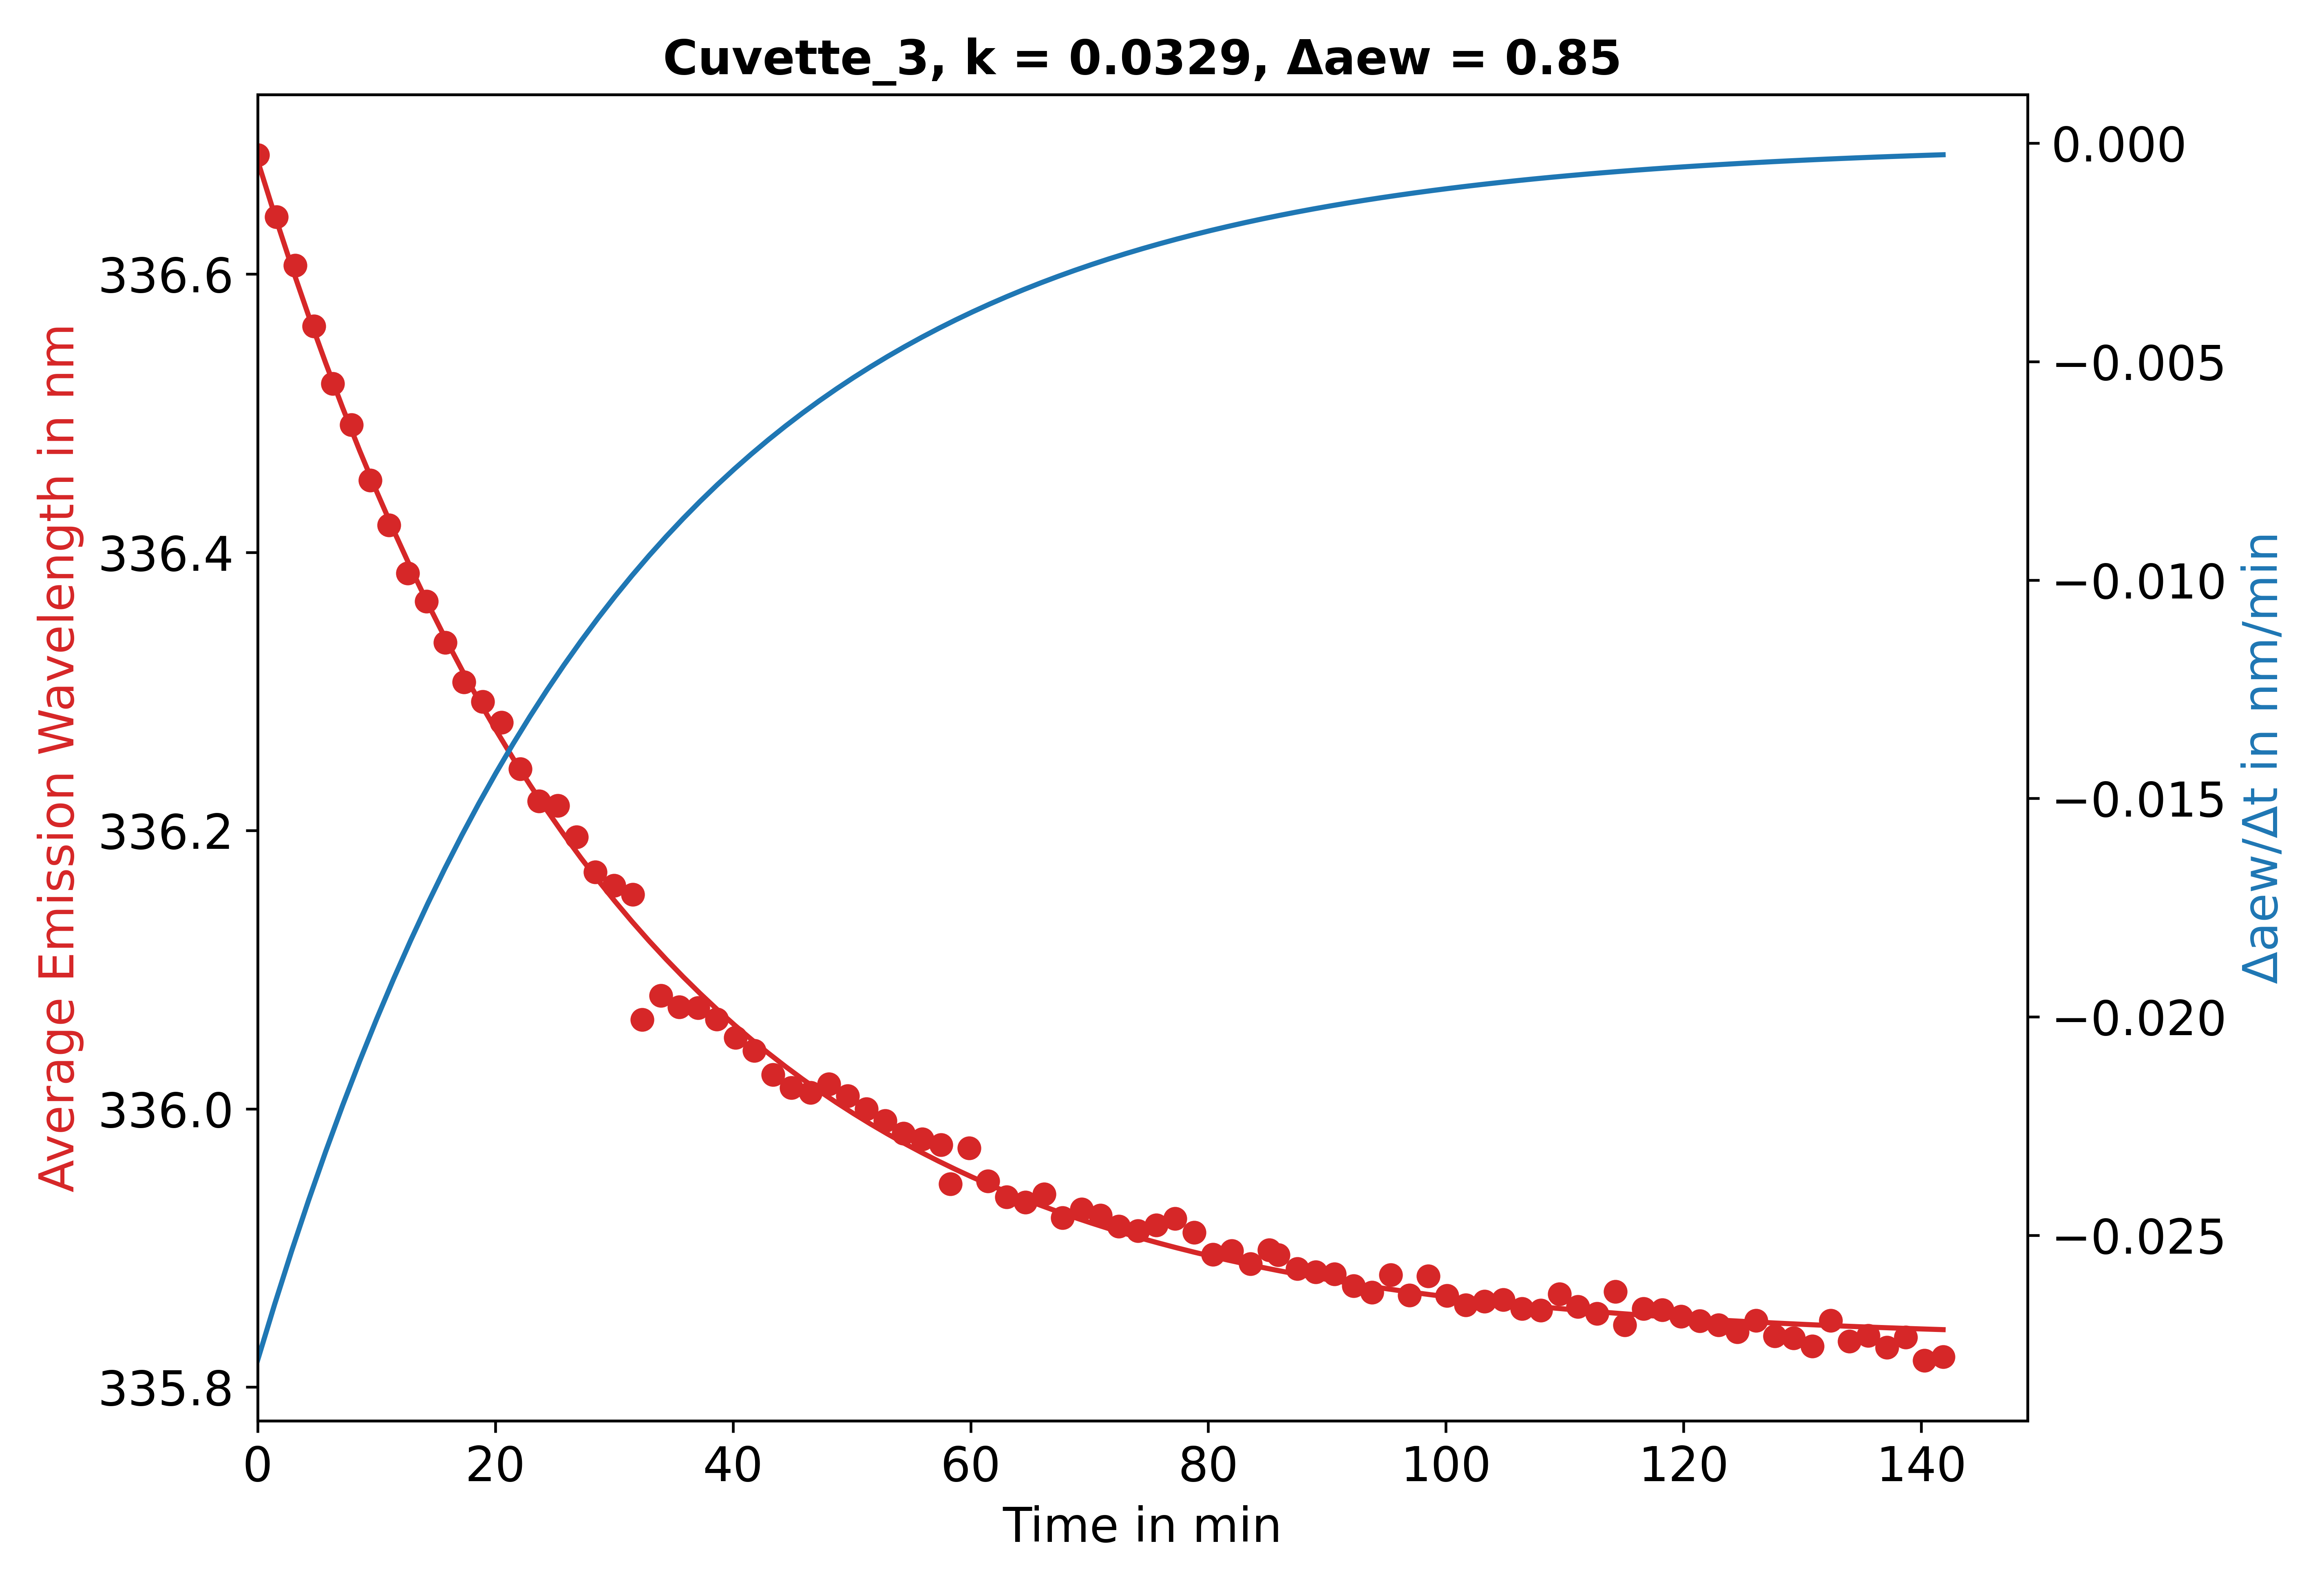 Cuvette_3, k = 0.0329, Δaew = 0.85
Average Emission Wavelength in nm
336.6
336.4
336.2
336.0
335.8
0.000
−0.005
−0.010
−0.015
−0.020
−0.025
Δaew/Δt in nm/min
0 20 40 60 80 100 120 140
Time in min